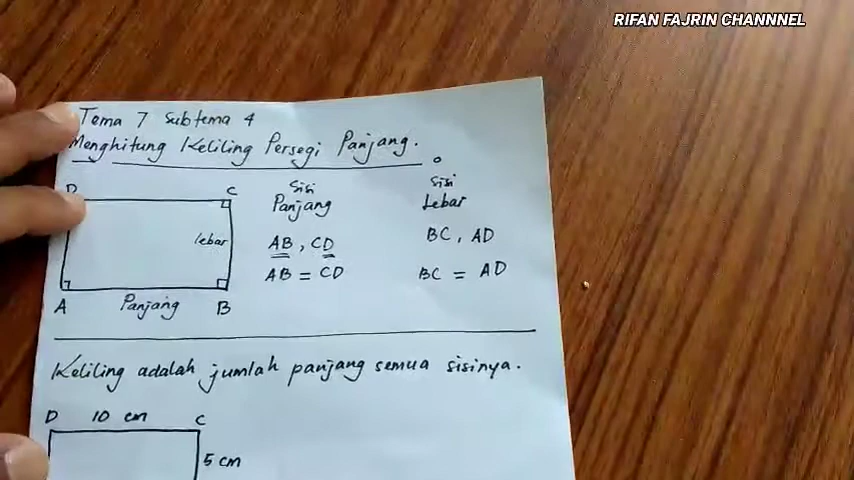 RIFAN FAJRIN CHANNNEL
Tema 7 Subtema 4
Menghitung Keliling Persegi Panjang.
D C
lebar
A Panjang B
Sisi
Panjang
AB, CD
AB = CD
Sisi
Lebar
BC, AD
BC = AD
Keliling adalah jumlah panjang semua sisinya.
D 10 cm C
5 cm